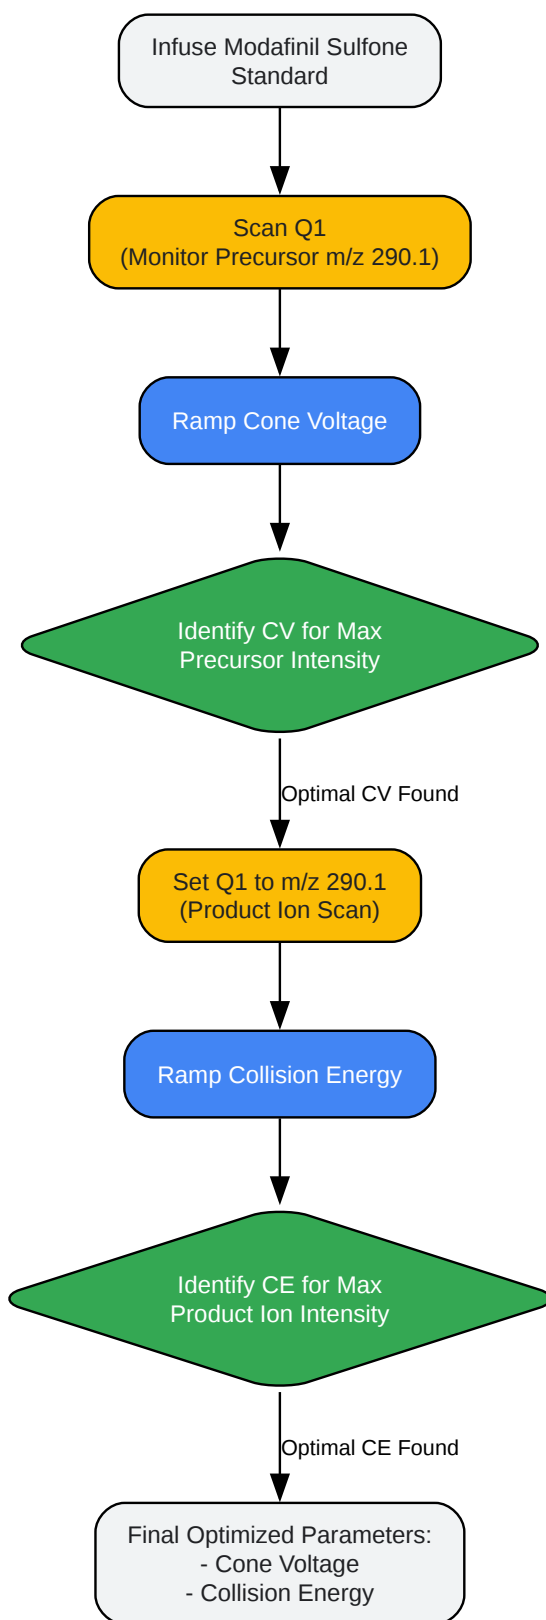 Infuse Modafinil Sulfone
Standard
Scan Q1
(Monitor Precursor m/z 290.1)
Ramp Cone Voltage
Identify CV for Max
Precursor Intensity
Optimal CV Found
Set Q1 to m/z 290.1
(Product Ion Scan)
Ramp Collision Energy
Identify CE for Max
Product Ion Intensity
Optimal CE Found
Final Optimized Parameters:
- Cone Voltage
- Collision Energy